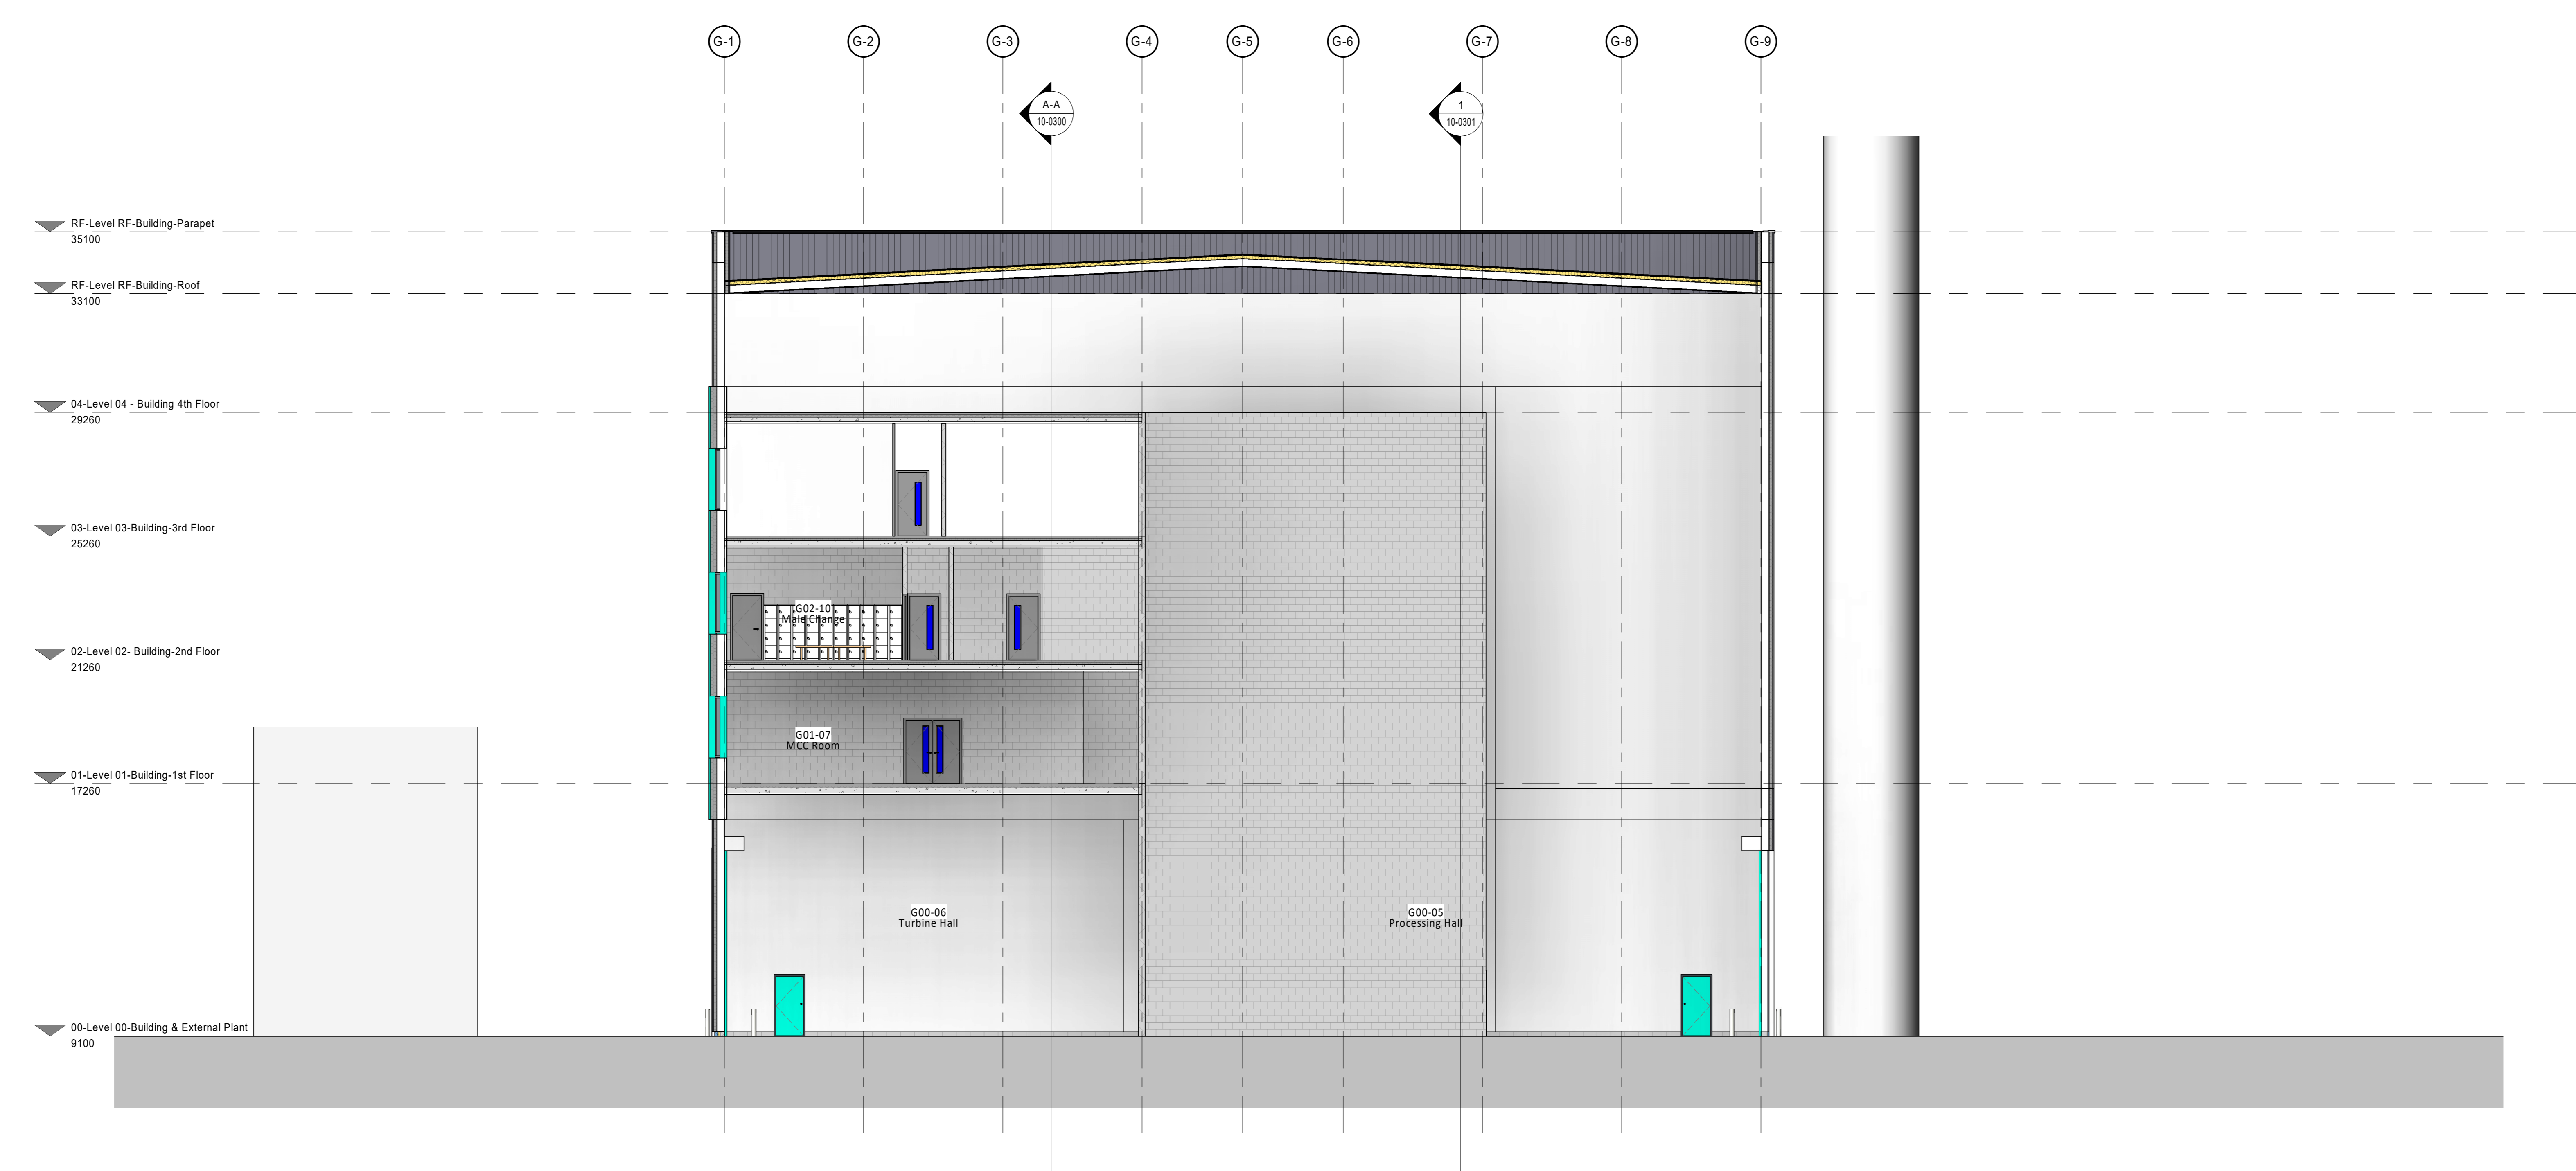 G-1
G-2
G-3
G-4
G-5
G-6
G-7
G-8
G-9
A-A
10-0300
1
10-0301
RF-Level RF-Building-Parapet
35100
RF-Level RF-Building-Roof
33100
04-Level 04 - Building 4th Floor
29260
03-Level 03-Building-3rd Floor
25260
G02-10
Male Change
02-Level 02- Building-2nd Floor
21260
G01-07
MCC Room
01-Level 01-Building-1st Floor
17260
G00-06
Turbine Hall
G00-05
Processing Hall
00-Level 00-Building & External Plant
9100